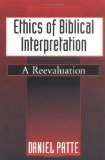 Ethics of Biblical
Interpretation
A Reevaluation
DANIEL PATTE